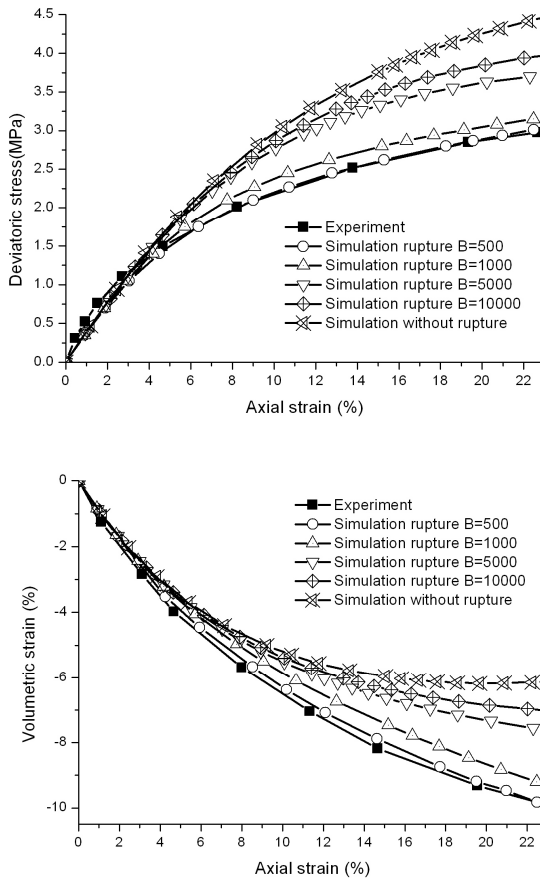 4.5
4.0
3.5
3.0
2.5
2.0
1.5
1.0
0.5
0.0
Deviatoric stress(MPa)
Experiment
Simulation rupture B=500
Simulation rupture B=1000
Simulation rupture B=5000
Simulation rupture B=10000
Simulation without rupture
0 2 4 6 8 10 12 14 16 18 20 22
Axial strain (%)
0
-2
-4
-6
-8
-10
Volumetric strain (%)
Experiment
Simulation rupture B=500
Simulation rupture B=1000
Simulation rupture B=5000
Simulation rupture B=10000
Simulation without rupture
0 2 4 6 8 10 12 14 16 18 20 22
Axial strain (%)